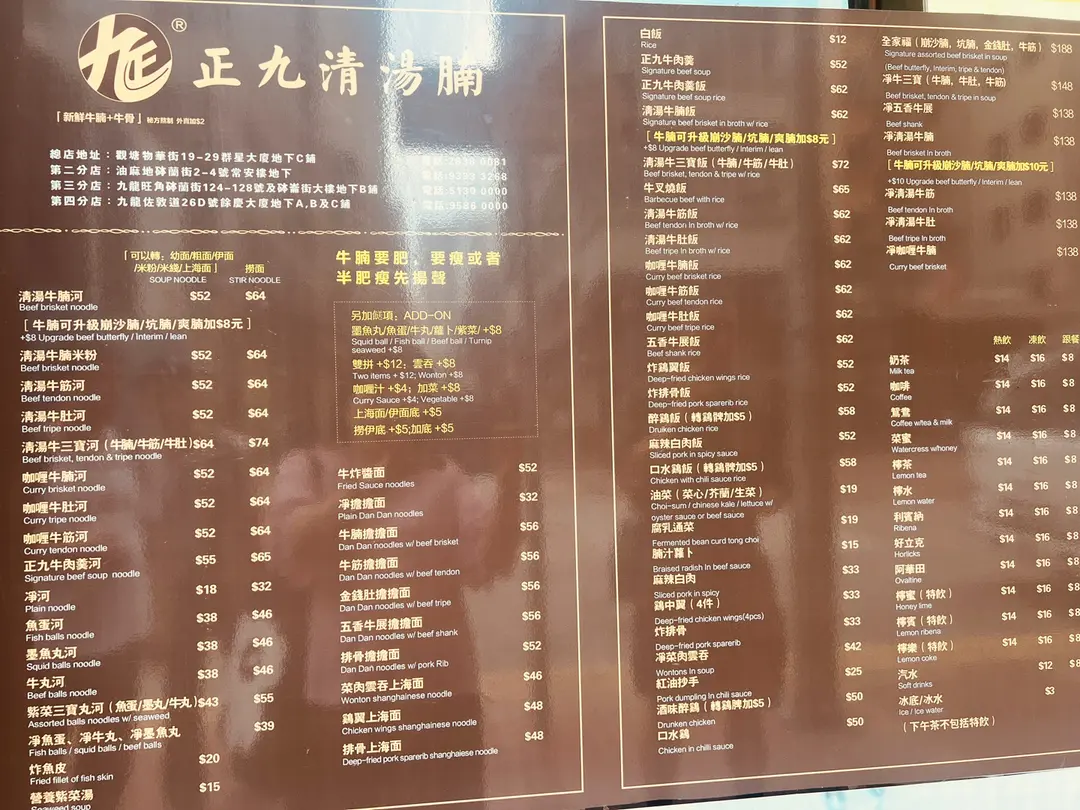 九正®
正九清湯腩
「新鮮牛腩+牛骨」秘方熬制 外賣加$2
總店地址：觀塘物華街19-29群星大廈地下C鋪
第二分店：油麻地砵蘭街2-4號常安樓地下
第三分店：九龍旺角砵蘭街124-128號及砵崙街大樓地下B舖
第四分店：九龍佐敦道26D號餘慶大廈地下A,B及C舖
「可以轉：幼面/粗面/伊面
/米粉/米綫/上海面」 撈面
SOUP NOODLE STIR NOODLE
清湯牛腩河 $52 $64
Beef brisket noodle
[ 牛腩可升級崩沙腩/坑腩/爽腩加$8元 ]
+$8 Upgrade beef butterfly / Interim / lean
清湯牛腩米粉 $52 $64
Beef brisket noodle
清湯牛筋河 $52 $64
Beef tendon noodle
清湯牛肚河 $52 $64
Beef tripe noodle
清湯牛三寶河 ( 牛腩/牛筋/牛肚 ) $64 $74
Beef brisket, tendon & tripe noodle
咖喱牛腩河 $52 $64
Curry brisket noodle
咖喱牛肚河 $52 $64
Curry tripe noodle
咖喱牛筋河 $52 $64
Curry tendon noodle
正九牛肉羹河 $55 $65
Signature beef soup noodle
凈河 $18 $32
Plain noodle
魚蛋河 $38 $46
Fish balls noodle
墨魚丸河 $38 $46
Squid balls noodle
牛丸河 $38 $46
Beef balls noodle
紫菜三寶丸河 ( 魚蛋/墨丸/牛丸 ) $43 $55
Assorted balls noodles w/ seaweed
凈魚蛋、凈牛丸、凈墨魚丸 $39
Fish balls / squid balls / beef balls
炸魚皮 $20
Fried fillet of fish skin
營養紫菜湯 $15
Seaweed soup
牛腩要肥，要瘦或者
半肥瘦先揚聲
另加餸項：ADD-ON
墨魚丸/魚蛋/牛丸/蘿卜/紫菜/ +$8
Squid ball / Fish ball / Beef ball / Turnip
seaweed +$8
雙拼 +$12；雲吞 +$8
Two items + $12; Wonton +$8
咖喱汁 +$4；加菜 +$8
Curry Sauce +$4; Vegetable +$8
上海面/伊面底 +$5
撈伊底 +$5;加底 +$5
牛炸醬面 $52
Fried Sauce noodles
凈擔擔面 $32
Plain Dan Dan noodles
牛腩擔擔面 $56
Dan Dan noodles w/ beef brisket
牛筋擔擔面 $56
Dan Dan noodles w/ beef tendon
金錢肚擔擔面 $56
Dan Dan noodles w/ beef tripe
五香牛展擔擔面 $56
Dan Dan noodles w/ beef shank
排骨擔擔面 $52
Dan Dan noodles w/ pork Rib
菜肉雲吞上海面 $46
Wonton shanghainese noodle
鷄翼上海面 $48
Chicken wings shanghainese noodle
排骨上海面 $48
Deep-fried pork sparerib shanghaiese noodle
白飯 $12
Rice
正九牛肉羹 $52
Signature beef soup
正九牛肉羹飯 $62
Signature beef soup rice
清湯牛腩飯 $62
Signature beef brisket in broth w/ rice
[ 牛腩可升級崩沙腩/坑腩/爽腩加$8元 ]
+$8 Upgrade beef butterfly / Interim / lean
清湯牛三寶飯 ( 牛腩/牛筋/牛肚 ) $72
Beef brisket, tendon & tripe w / rice
牛叉燒飯 $65
Barbecue beef with rice
清湯牛筋飯 $62
Beef tendon In broth w/ rice
清湯牛肚飯 $62
Beef tripe In broth w/ rice
咖喱牛腩飯 $62
Curry beef brisket rice
咖喱牛筋飯 $62
Curry beef tendon rice
咖喱牛肚飯 $62
Curry beef tripe rice
五香牛展飯 $62
Beef shank rice
炸鷄翼飯 $52
Deep-fried chicken wings rice
炸排骨飯 $52
Deep-fried pork sparerib rice
醉鷄飯 ( 轉鷄髀加$5 ) $58
Druiken chicken rice
麻辣白肉飯 $52
Sliced pork in spicy sauce
口水鷄飯 ( 轉鷄髀加$5 ) $58
Chicken with chili sauce rice
油菜 ( 菜心/芥蘭/生菜 ) $19
Choi-sum / chinese kale / lettuce w/
oyster sauce or beef sauce
腐乳通菜 $19
Fermented bean curd tong choi
腩汁蘿卜 $15
Braised radish In beef sauce
麻辣白肉 $33
Sliced pork in spicy
鷄中翼 ( 4件 ) $33
Deep-fried chicken wings(4pcs)
炸排骨 $33
Deep-fried pork sparerib
凈菜肉雲吞 $42
Wontons In soup
紅油抄手 $25
Pork dumpling In chili sauce
酒味醉鷄 ( 轉鷄髀加$5 ) $50
Drunken chicken
口水鷄 $50
Chicken in chilli sauce
全家福 ( 崩沙腩，坑腩，金錢肚，牛筋 ) $188
Signature assorted beef brisket in soup
(Beef butterfly, Interim, tripe & tendon)
凈牛三寶 ( 牛腩，牛肚，牛筋) $148
Beef brisket, tendon & tripe in soup
凈五香牛展 $138
Beef shank
凈清湯牛腩 $138
Beef brisket In broth
[ 牛腩可升級崩沙腩/坑腩/爽腩加$10元 ]
+$10 Upgrade beef butterfly / Interim / lean
凈清湯牛筋 $138
Beef tendon In broth
凈清湯牛肚 $138
Beef tripe In broth
凈咖喱牛腩 $138
Curry beef brisket
熱飲 凍飲 跟餐
奶茶 $14 $16 $8
Milk tea
咖啡 $14 $16 $8
Coffee
鴛鴦 $14 $16 $8
Coffee w/tea & milk
菜蜜 $14 $16 $8
Watercress w/honey
檸茶 $14 $16 $8
Lemon tea
檸水 $14 $16 $8
Lemon water
利賓納 $14 $16 $8
Ribena
好立克 $14 $16 $8
Horlicks
阿華田 $14 $16 $8
Ovaltine
檸蜜 ( 特飲 ) $14 $16 $8
Honey lime
檸賓 ( 特飲 ) $14 $16 $8
Lemon ribena
檸樂 ( 特飲 ) $14 $16 $8
Lemon coke
汽水 $12 $8
Soft drinks
冰底/冰水 $3
Ice / Ice water
( 下午茶不包括特飲 )